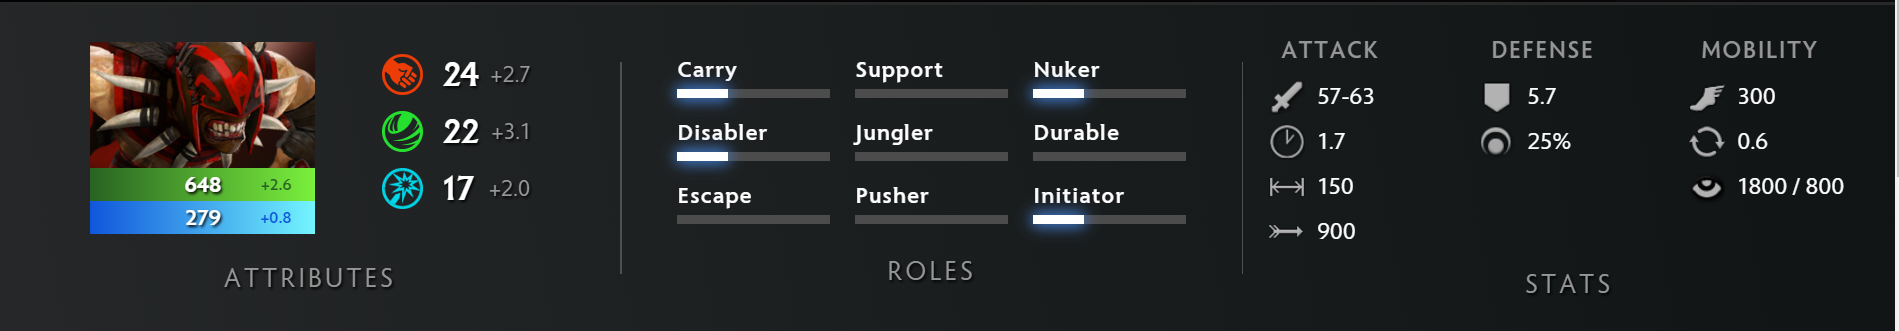 648 +2.6
279 +0.8
24 +2.7
22 +3.1
17 +2.0
ATTRIBUTES
Carry Support Nuker
Disabler Jungler Durable
Escape Pusher Initiator
ROLES
ATTACK DEFENSE MOBILITY
57-63 5.7 300
1.7 25% 0.6
150 1800 / 800
900
STATS